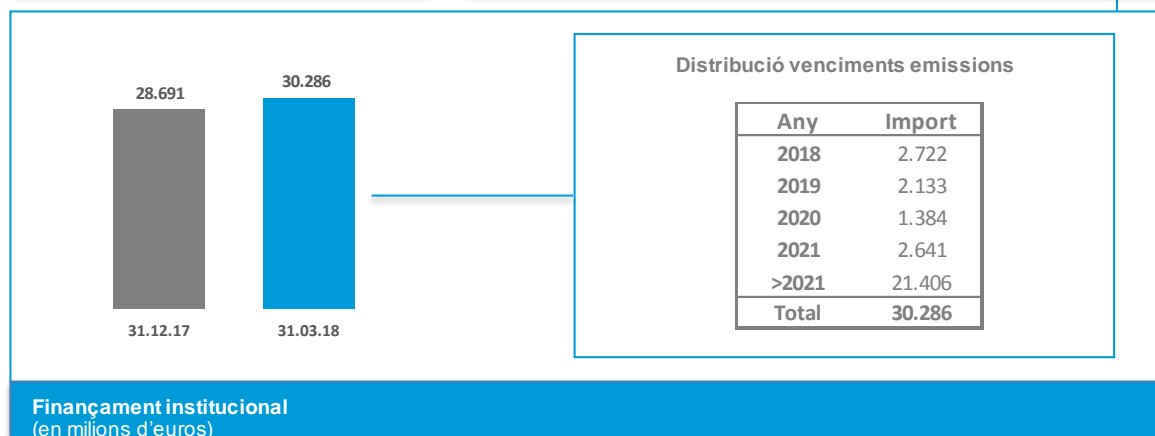 28.691
30.286
31.12.17
31.03.18
Distribució venciments emissions
Any Import
2018 2.722
2019 2.133
2020 1.384
2021 2.641
>2021 21.406
Total 30.286
Finançament institucional
(en milions d'euros)